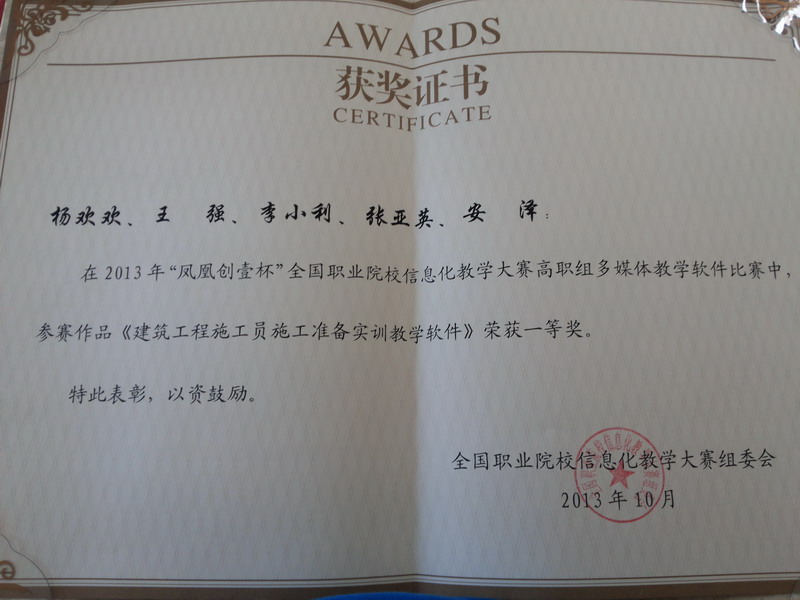 AWARDS
获奖证书
CERTIFICATE
杨欢欢、王 强、李小利、张亚英、安 泽：
在2013年“凤凰创壹杯”全国职业院校信息化教学大赛高职组多媒体教学软件比赛中，
参赛作品《建筑工程施工员施工准备实训教学软件》荣获一等奖。
特此表彰，以资鼓励。
全国职业院校信息化教学大赛组委会
2013年10月